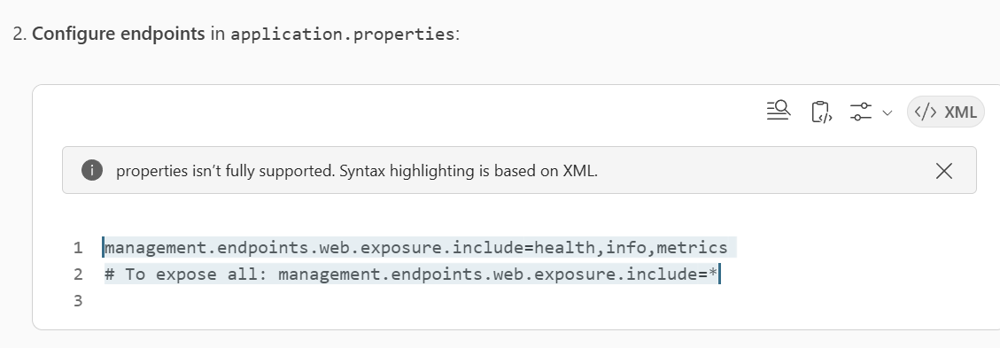 2. Configure endpoints in application.properties:
</> XML
properties isn't fully supported. Syntax highlighting is based on XML.
1 management.endpoints.web.exposure.include=health,info,metrics
2 # To expose all: management.endpoints.web.exposure.include=*
3